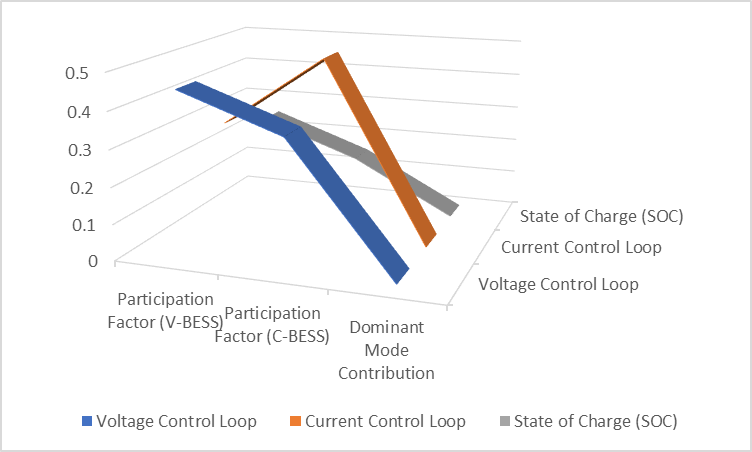 0.5
0.4
0.3
0.2
0.1
0
State of Charge (SOC)
Current Control Loop
Voltage Control Loop
Participation
Factor (V-BESS)
Participation
Factor (C-BESS)
Dominant
Mode
Contribution
Voltage Control Loop
Current Control Loop
State of Charge (SOC)